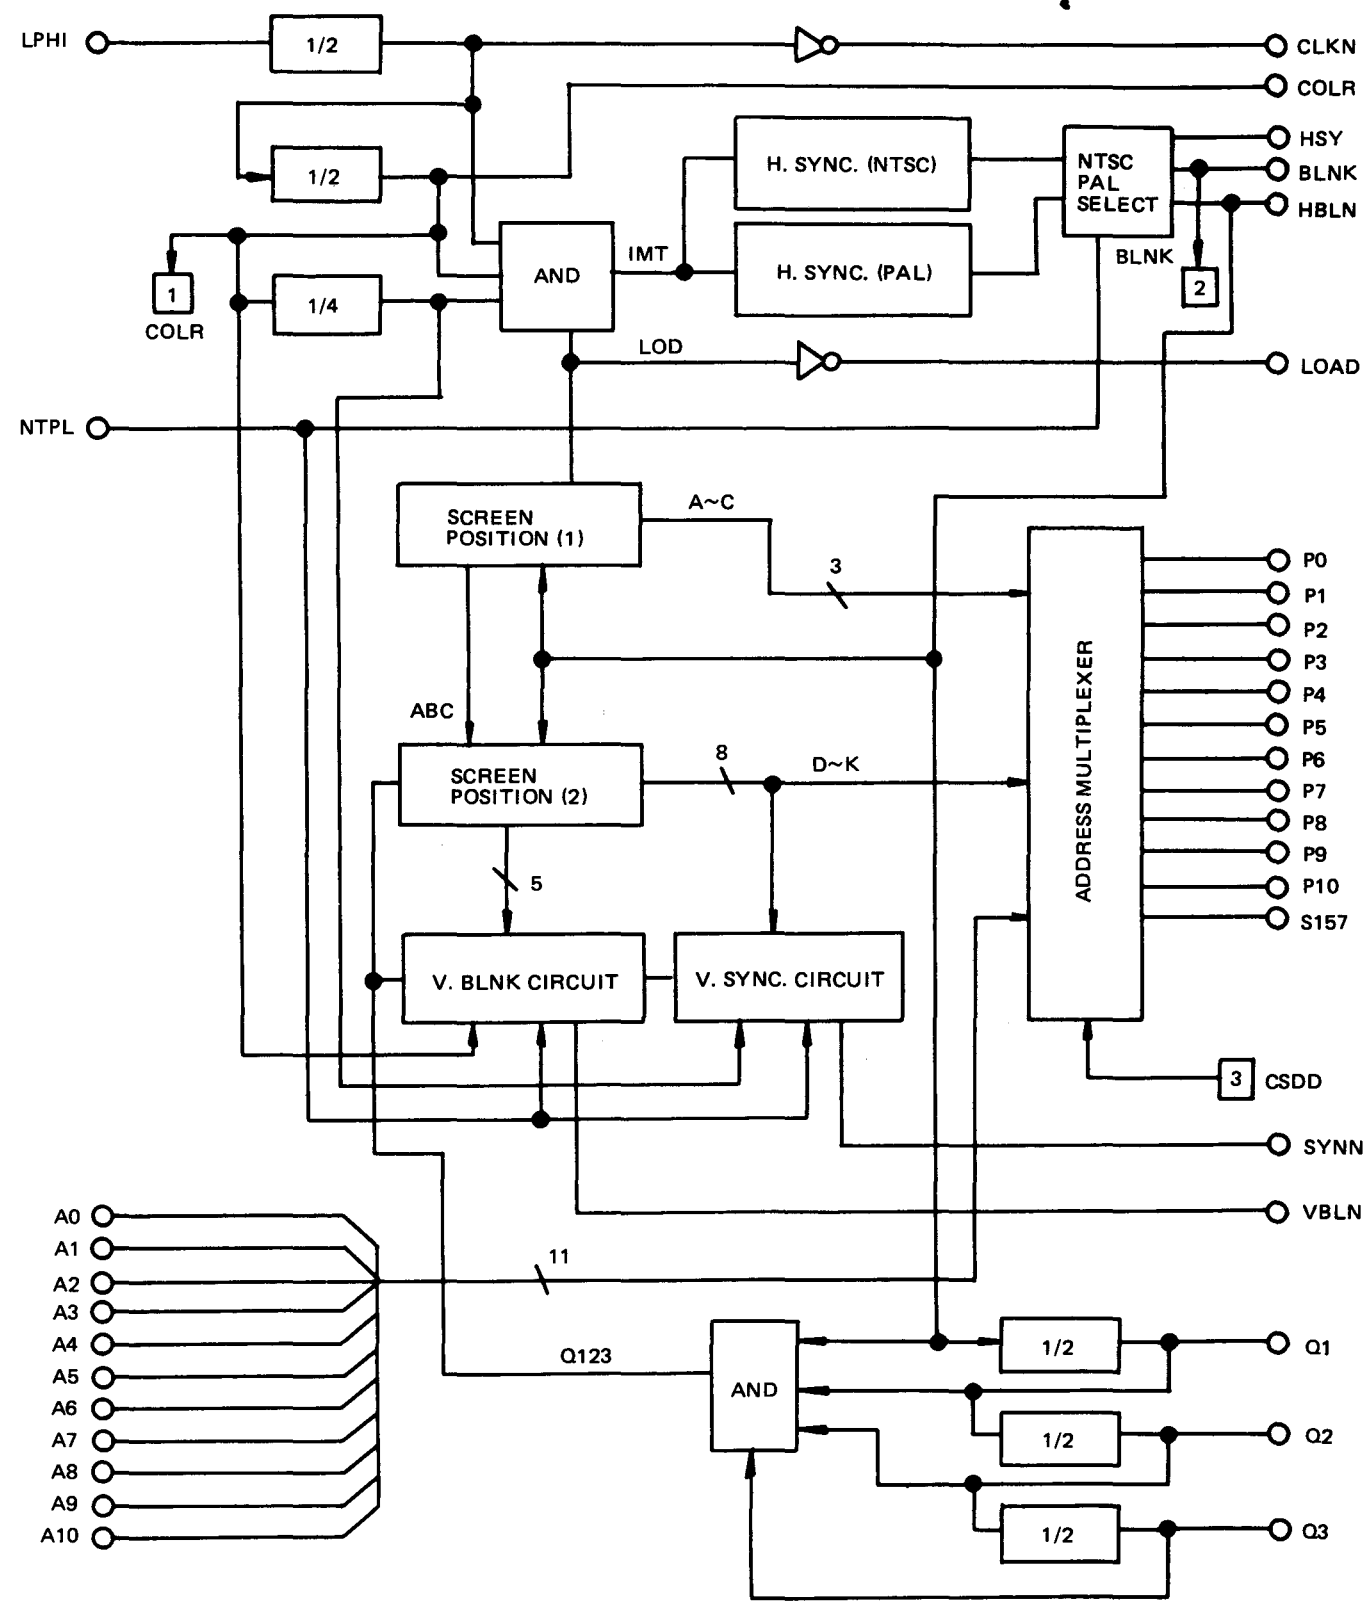 LPHI
1/2
CLKN
COLR
1/2
H. SYNC. (NTSC)
NTSC
PAL
SELECT
HSY
BLNK
HBLN
AND
IMT
H. SYNC. (PAL)
BLNK
2
1
COLR
1/4
LOD
LOAD
NTPL
SCREEN
POSITION (1)
A~C
3
ABC
SCREEN
POSITION (2)
8
D~K
5
ADDRESS MULTIPLEXER
P0
P1
P2
P3
P4
P5
P6
P7
P8
P9
P10
S157
V. BLNK CIRCUIT
V. SYNC. CIRCUIT
3
CSDD
SYNN
VBLN
A0
A1
A2
A3
A4
A5
A6
A7
A8
A9
A10
11
Q123
AND
1/2
Q1
1/2
Q2
1/2
Q3